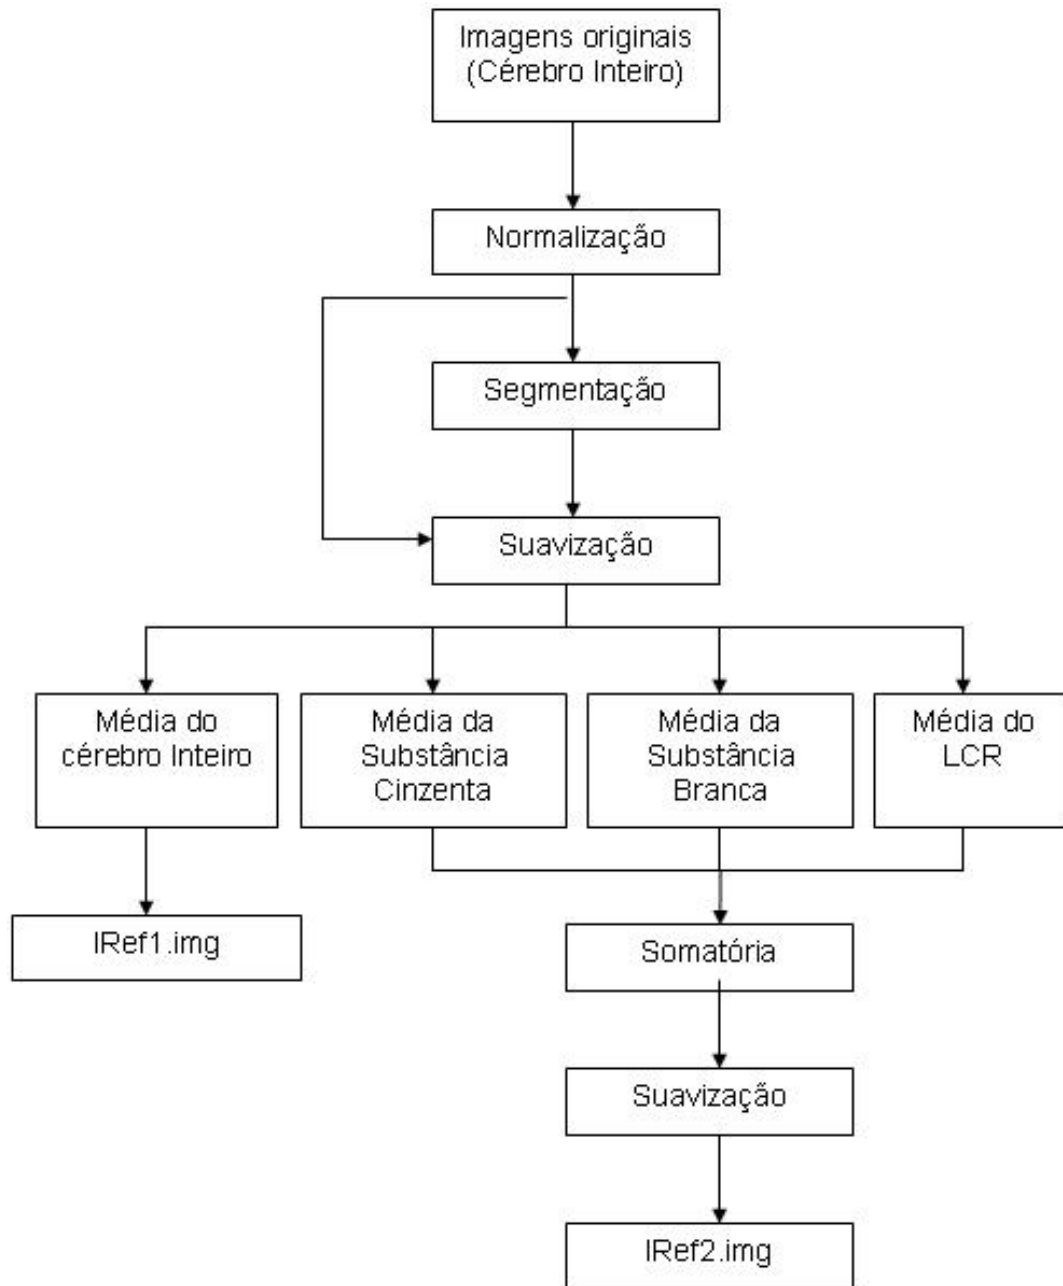 Imagens originais
(Cérebro Inteiro)
Normalização
Segmentação
Suavização
Média do
cérebro Inteiro
Média da
Substância
Cinzenta
Média da
Substância
Branca
Média do
LCR
IRef1.img
Somatória
Suavização
IRef2.img